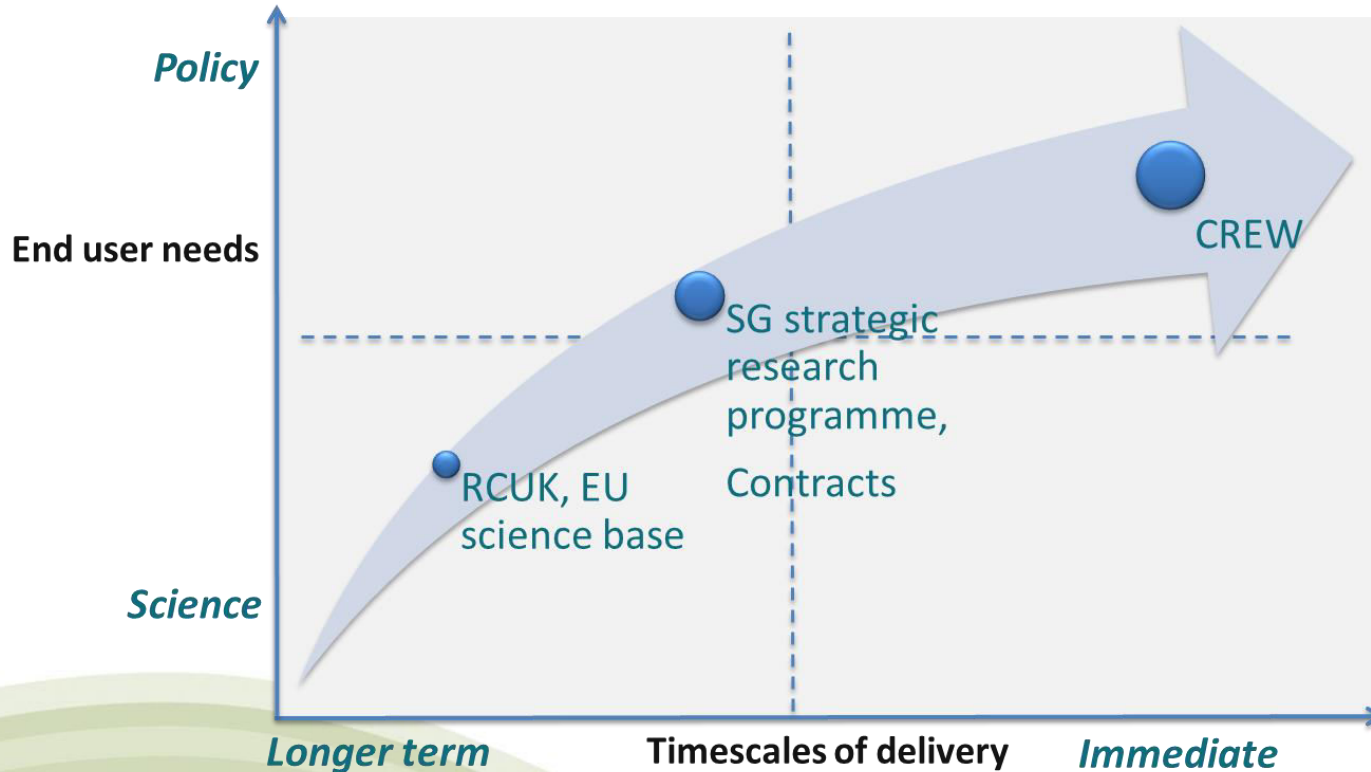 Policy
End user needs
CREW
SG strategic
research
programme,
Contracts
RCUK, EU
science base
Science
Longer term
Timescales of delivery
Immediate